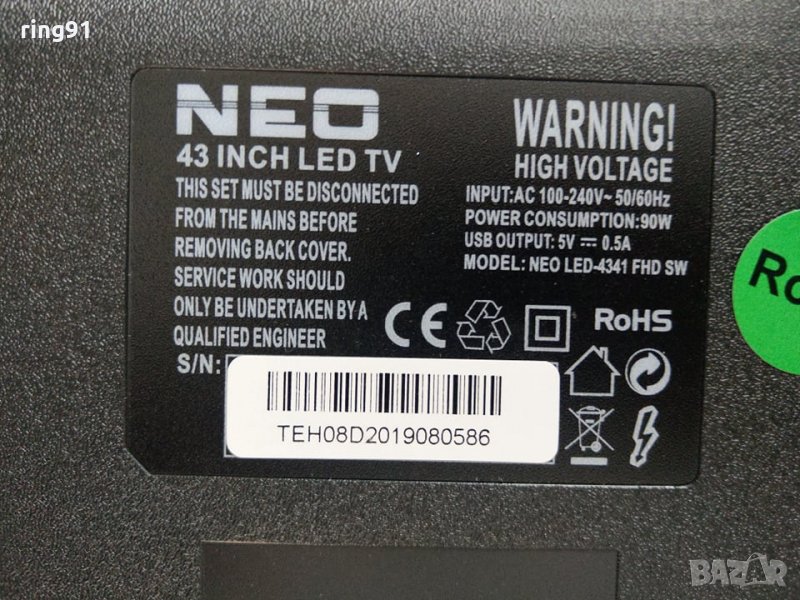 ring91
NEO
43 INCH LED TV
THIS SET MUST BE DISCONNECTED
FROM THE MAINS BEFORE
REMOVING BACK COVER.
SERVICE WORK SHOULD
ONLY BE UNDERTAKEN BY A
QUALIFIED ENGINEER
S/N:
TEH08D2019080586
WARNING!
HIGH VOLTAGE
INPUT:AC 100-240V~ 50/60Hz
POWER CONSUMPTION:90W
USB OUTPUT: 5V ⎓ 0.5A
MODEL: NEO LED-4341 FHD SW
CE
RoHS
Ro
BAZAR